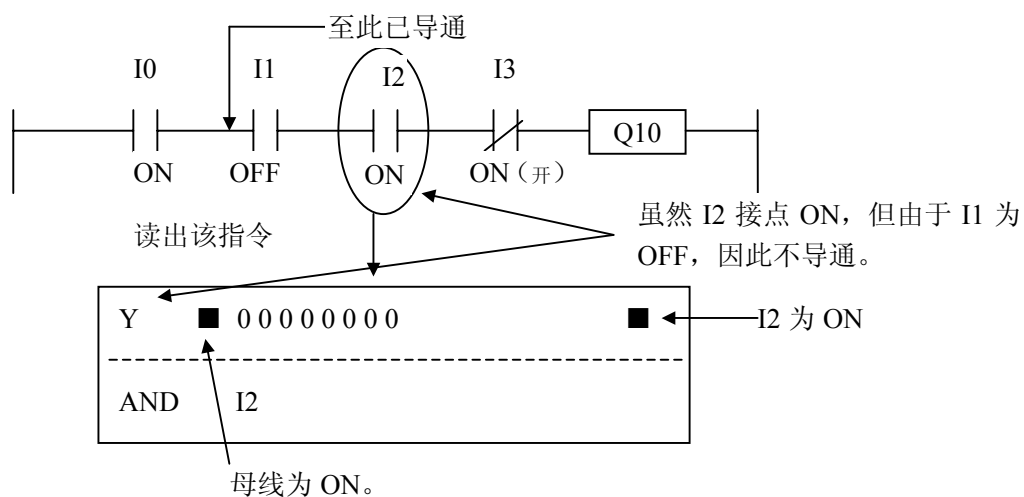 至此已导通
I0 I1 I2 I3
Q10
ON OFF ON ON（开）
读出该指令
虽然 I2 接点 ON，但由于 I1 为
OFF，因此不导通。
Y ■ 0 0 0 0 0 0 0 0 ■
I2 为 ON
AND I2
母线为 ON。